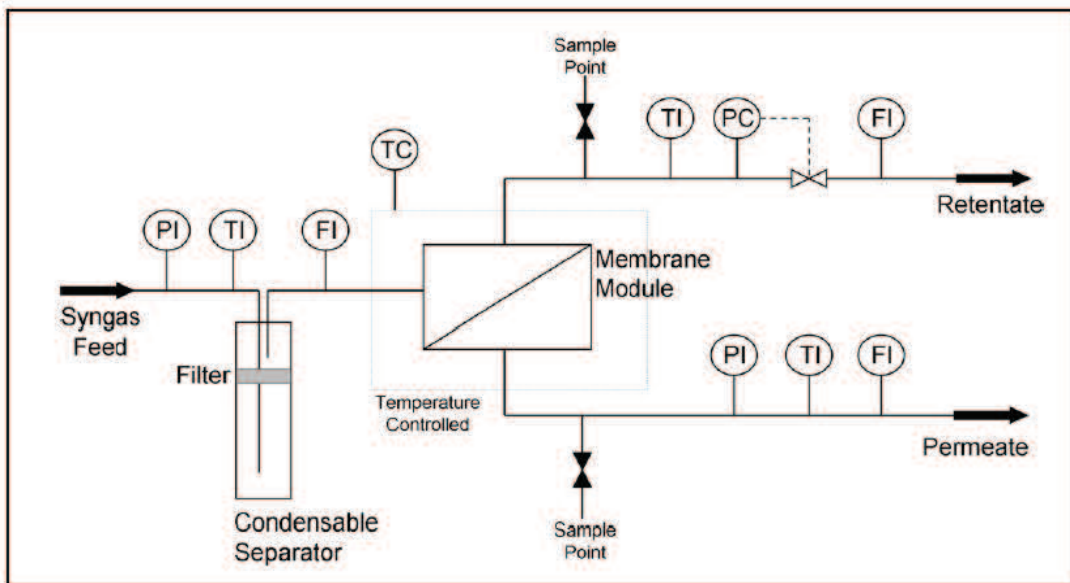 Sample
Point
TI
PC
FI
TC
Retentate
PI
TI
FI
Membrane
Module
Syngas
Feed
Filter
PI
TI
FI
Temperature
Controlled
Permeate
Condensable
Separator
Sample
Point